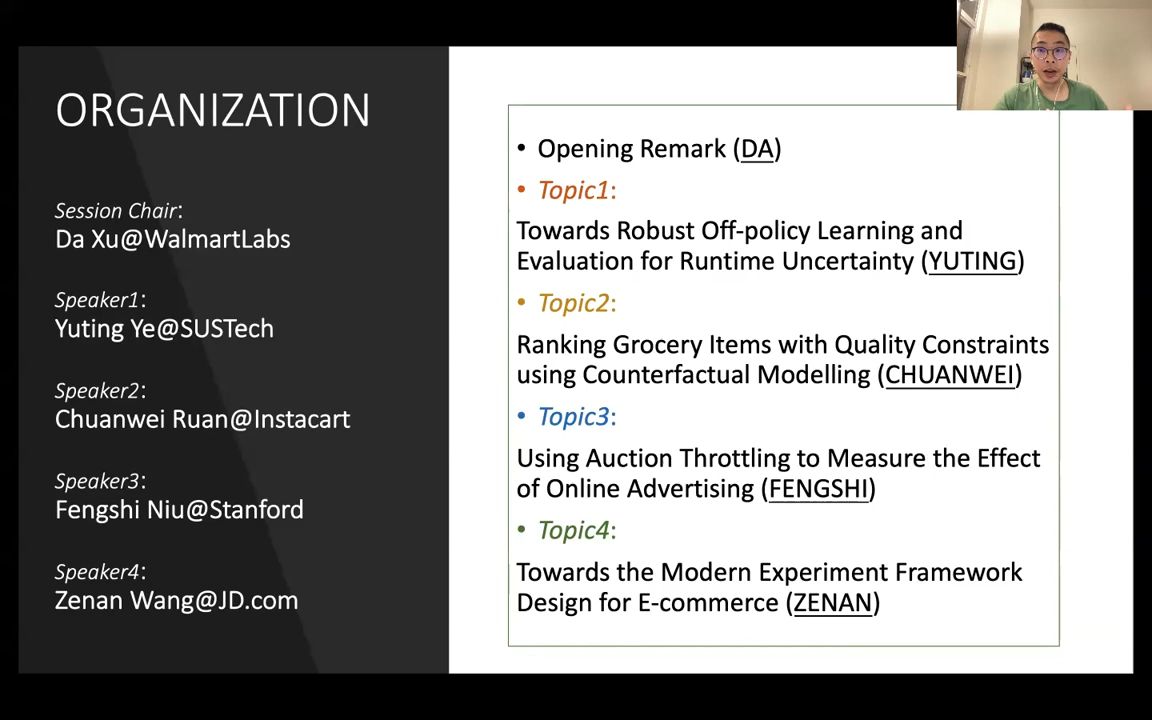 ORGANIZATION
Session Chair:
Da Xu@WalmartLabs
Speaker1:
Yuting Ye@SUSTech
Speaker2:
Chuanwei Ruan@Instacart
Speaker3:
Fengshi Niu@Stanford
Speaker4:
Zenan Wang@JD.com
• Opening Remark (DA)
• Topic1:
Towards Robust Off-policy Learning and
Evaluation for Runtime Uncertainty (YUTING)
• Topic2:
Ranking Grocery Items with Quality Constraints
using Counterfactual Modelling (CHUANWEI)
• Topic3:
Using Auction Throttling to Measure the Effect
of Online Advertising (FENGSHI)
• Topic4:
Towards the Modern Experiment Framework
Design for E-commerce (ZENAN)